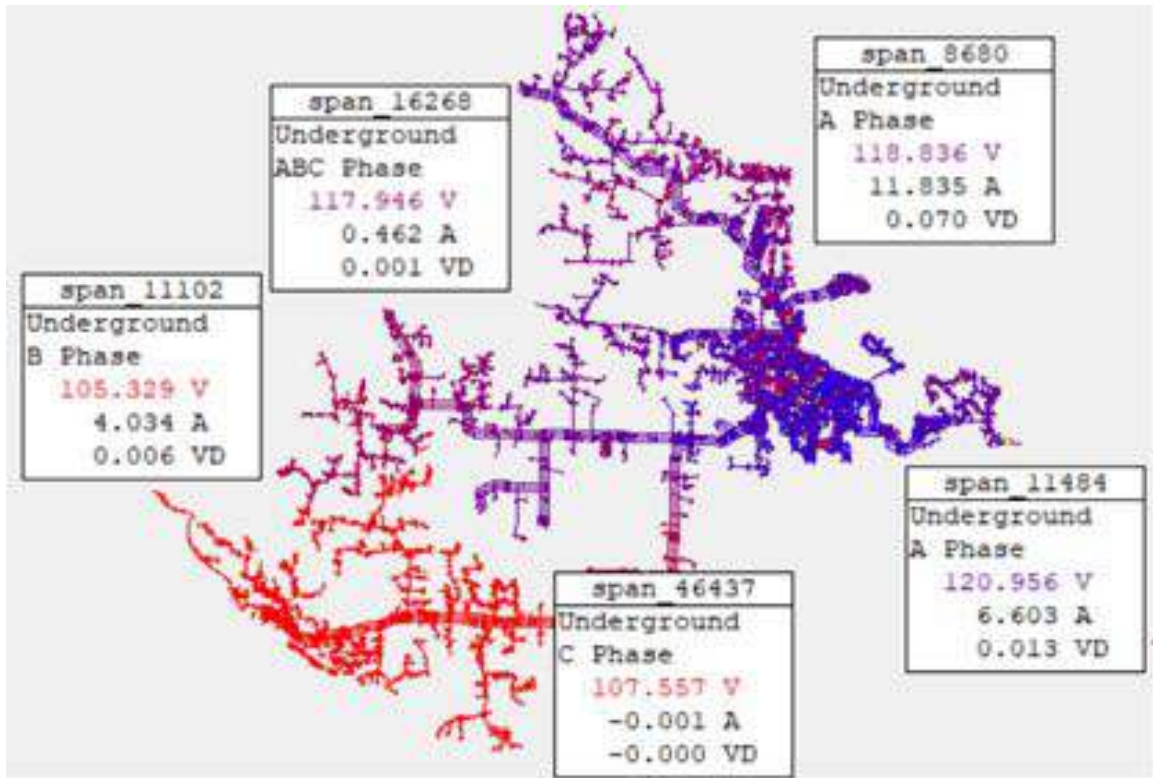 span_8680
Underground
A Phase
118.836 V
11.835 A
0.070 VD
span_16268
Underground
ABC Phase
117.946 V
0.462 A
0.001 VD
span_11102
Underground
B Phase
105.329 V
4.034 A
0.006 VD
span_11484
Underground
A Phase
120.956 V
6.603 A
0.013 VD
span_46437
Underground
C Phase
107.557 V
-0.001 A
-0.000 VD